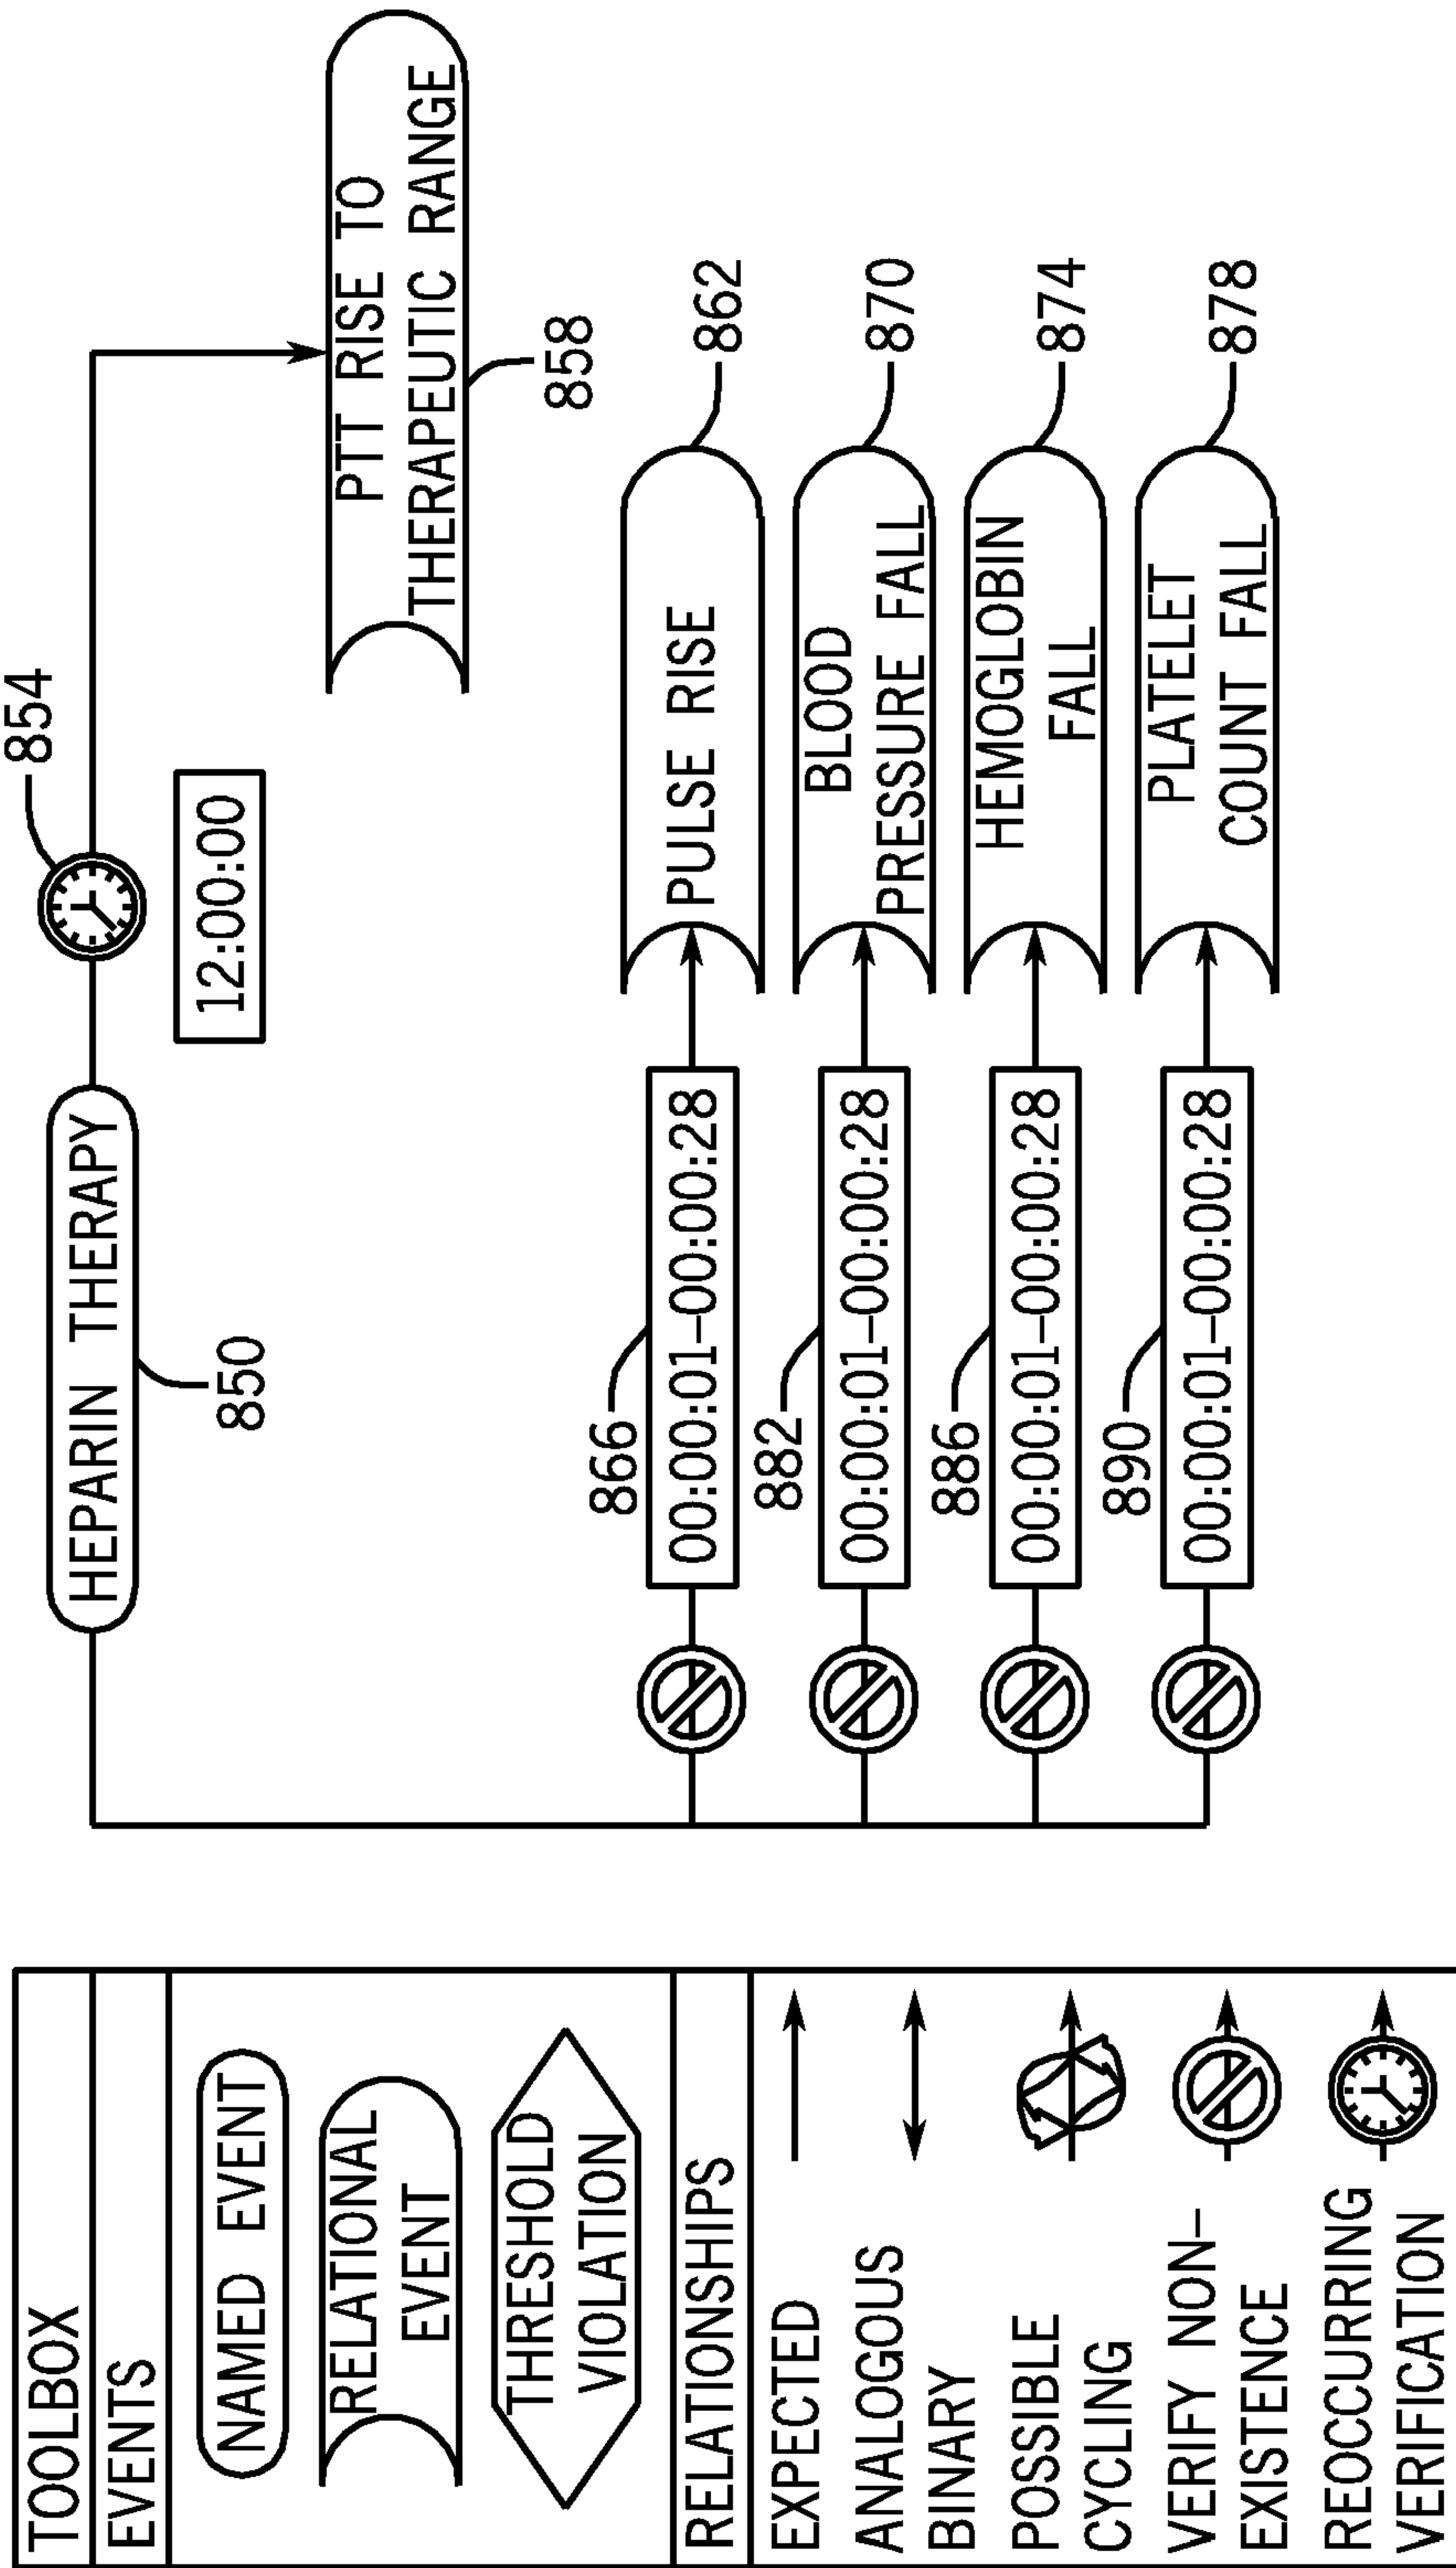 TOOLBOX
EVENTS
NAMED EVENT
RELATIONAL
EVENT
THRESHOLD
VIOLATION
RELATIONSHIPS
EXPECTED
ANALOGOUS
BINARY
POSSIBLE
CYCLING
VERIFY NON–
EXISTENCE
REOCCURRING
VERIFICATION
HEPARIN THERAPY
850
854
12:00:00
PTT RISE TO
THERAPEUTIC RANGE
858
866
00:00:01–00:00:28
PULSE RISE
862
882
00:00:01–00:00:28
BLOOD
PRESSURE FALL
870
886
00:00:01–00:00:28
HEMOGLOBIN
FALL
874
890
00:00:01–00:00:28
PLATELET
COUNT FALL
878